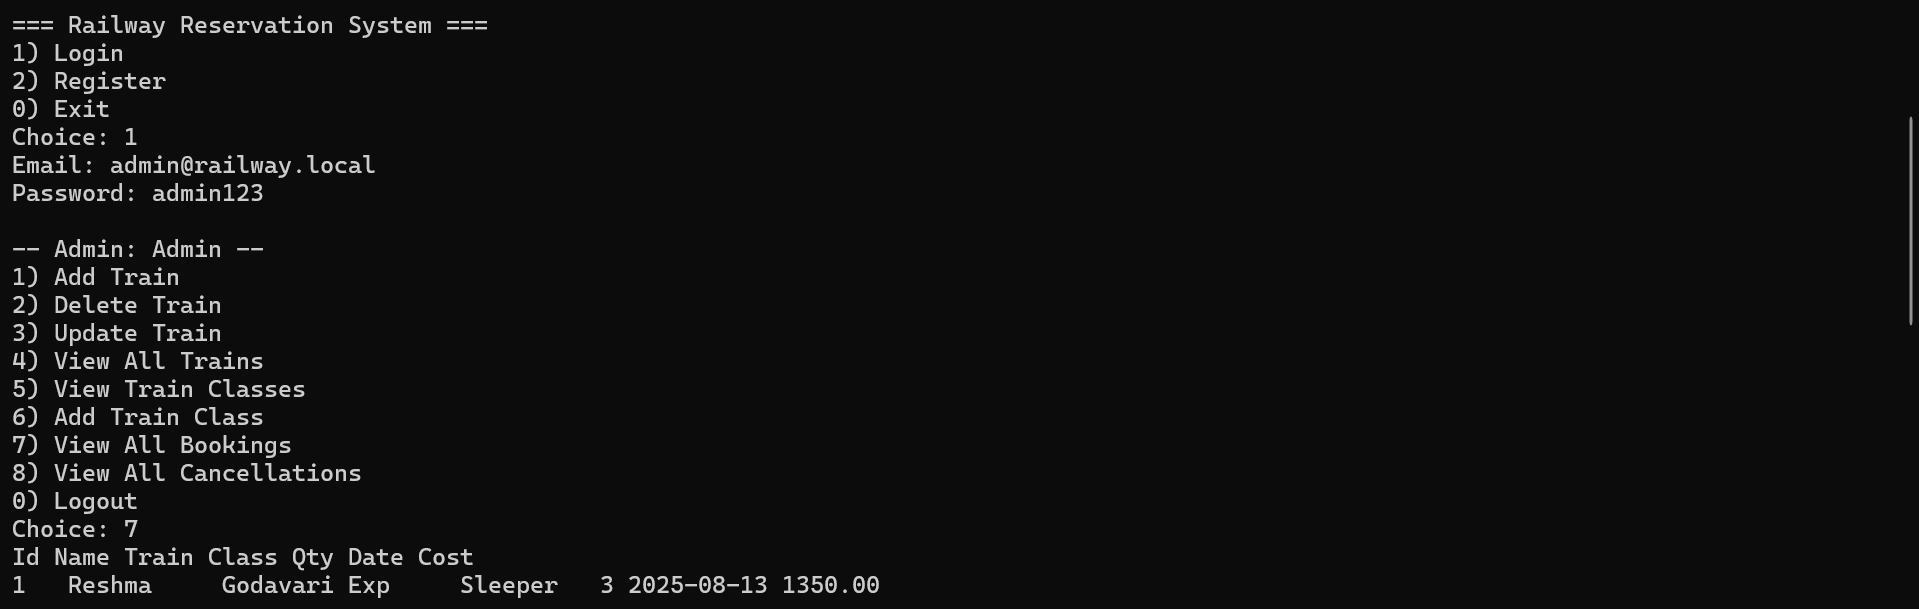 === Railway Reservation System ===
1) Login
2) Register
0) Exit
Choice: 1
Email: admin@railway.local
Password: admin123
-- Admin: Admin --
1) Add Train
2) Delete Train
3) Update Train
4) View All Trains
5) View Train Classes
6) Add Train Class
7) View All Bookings
8) View All Cancellations
0) Logout
Choice: 7
Id Name Train Class Qty Date Cost
1   Reshma     Godavari Exp     Sleeper   3 2025-08-13 1350.00